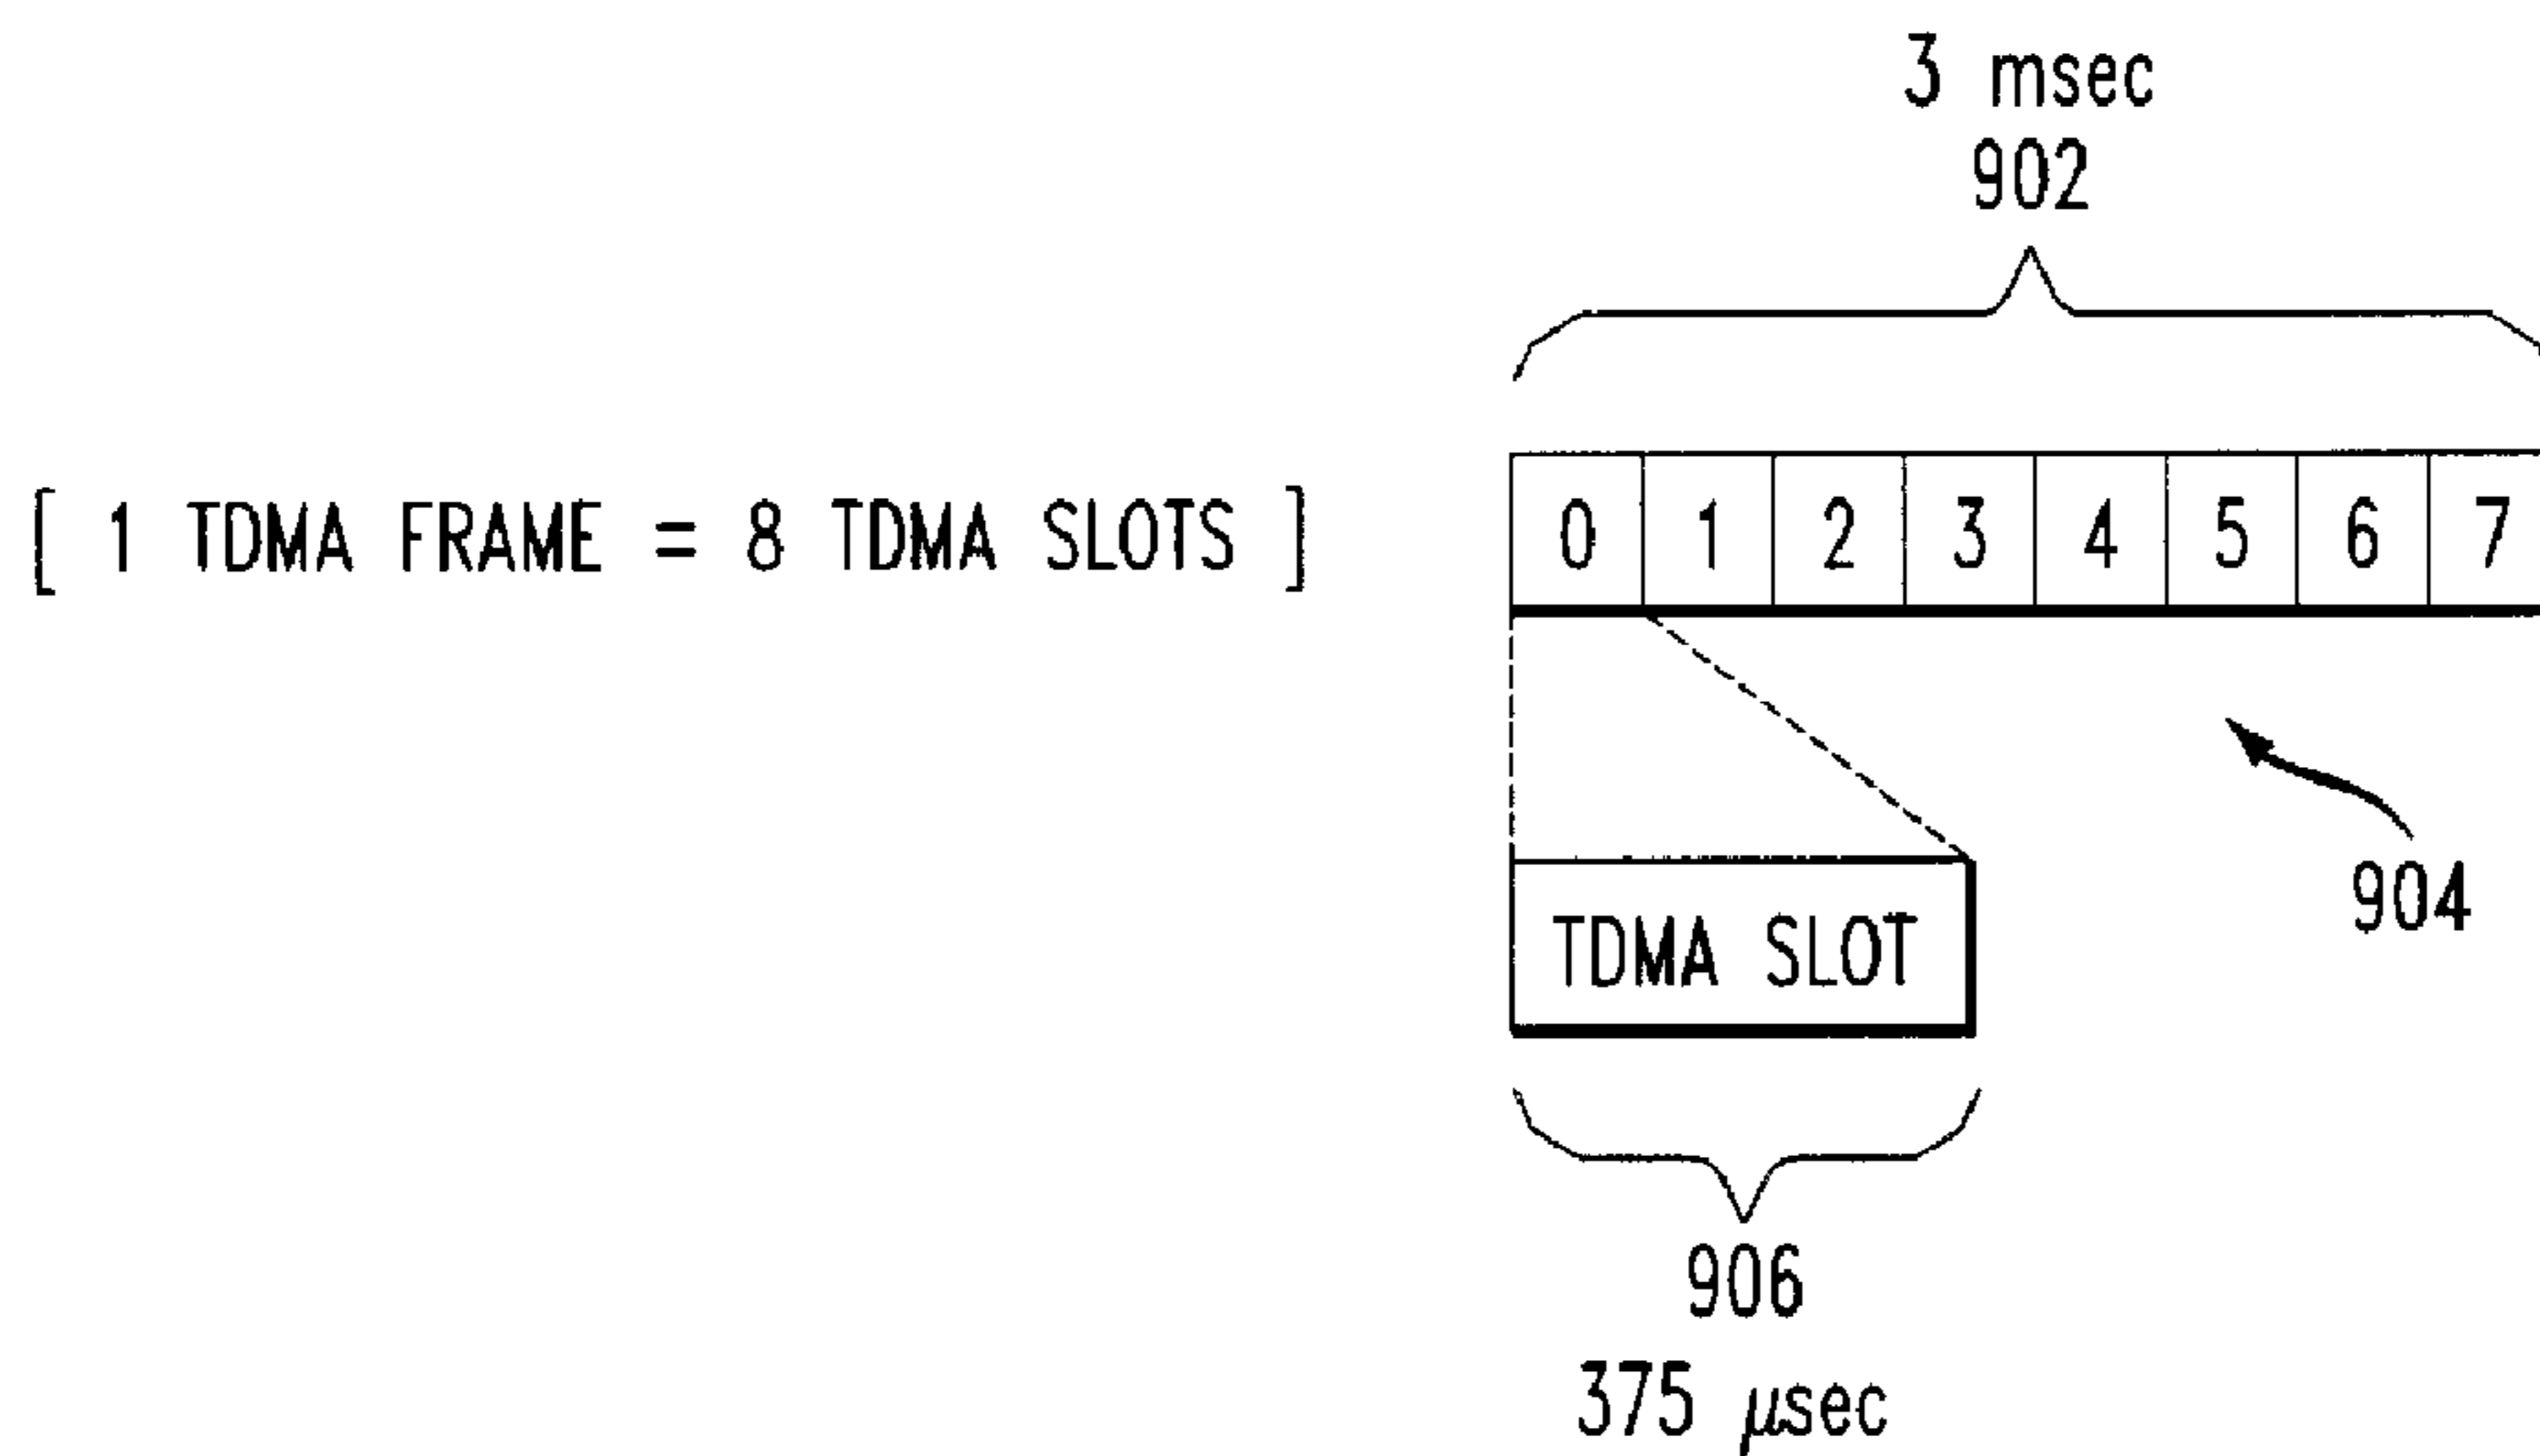 3 msec
902
[ 1 TDMA FRAME = 8 TDMA SLOTS ] 0 1 2 3 4 5 6 7
904
TDMA SLOT
906
375 µsec